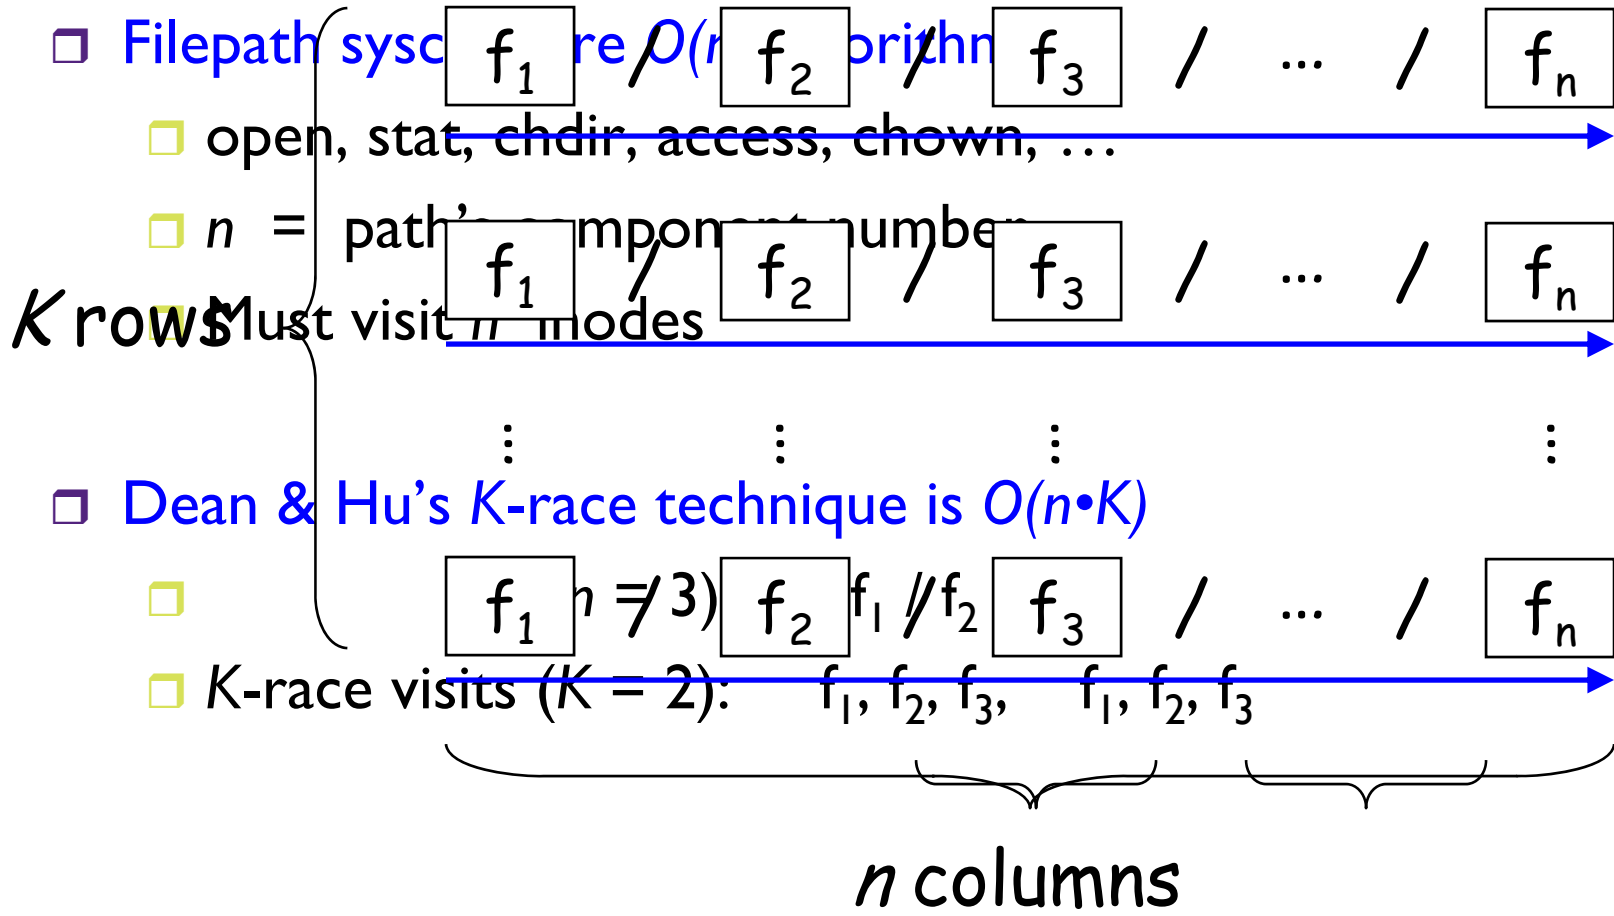 Filepath sysc re O(n orithm
f1 / f2 / f3 / ... / fn
open, stat, chdir, access, chown, …
n = path's component number
f1 / f2 / f3 / ... / fn
K rows
Must visit n inodes
Dean & Hu's K-race technique is O(n•K)
n = 3) f1 / f2
f1 / f2 / f3 / ... / fn
K-race visits (K = 2): f1, f2, f3, f1, f2, f3
n columns